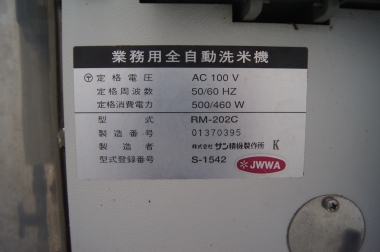 業務用全自動洗米機
定格電圧 AC 100 V
定格周波数 50/60 HZ
定格消費電力 500/460 W
型式 RM-202C
製造番号 01370395
製造者 株式会社 サン精機製作所 K
型式登録番号 S-1542 JWWA